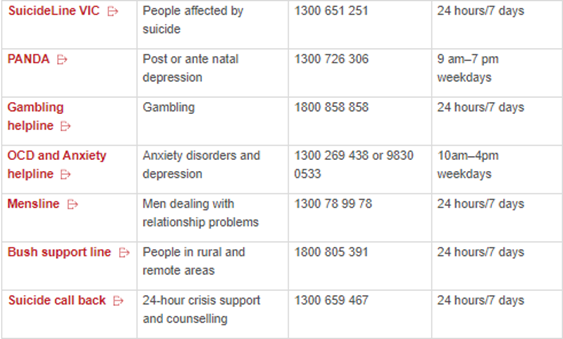 SuicideLine VIC People affected by 1300 651 251 24 hours/7 days
suicide
PANDA Post or ante natal 1300 726 306 9 am–7 pm
depression weekdays
Gambling Gambling 1800 858 858 24 hours/7 days
helpline
OCD and Anxiety Anxiety disorders and 1300 269 438 or 9830 10am–4pm
helpline depression 0533 weekdays
Mensline Men dealing with 1300 78 99 78 24 hours/7 days
relationship problems
Bush support line People in rural and 1800 805 391 24 hours/7 days
remote areas
Suicide call back 24-hour crisis support 1300 659 467 24 hours/7 days
and counselling